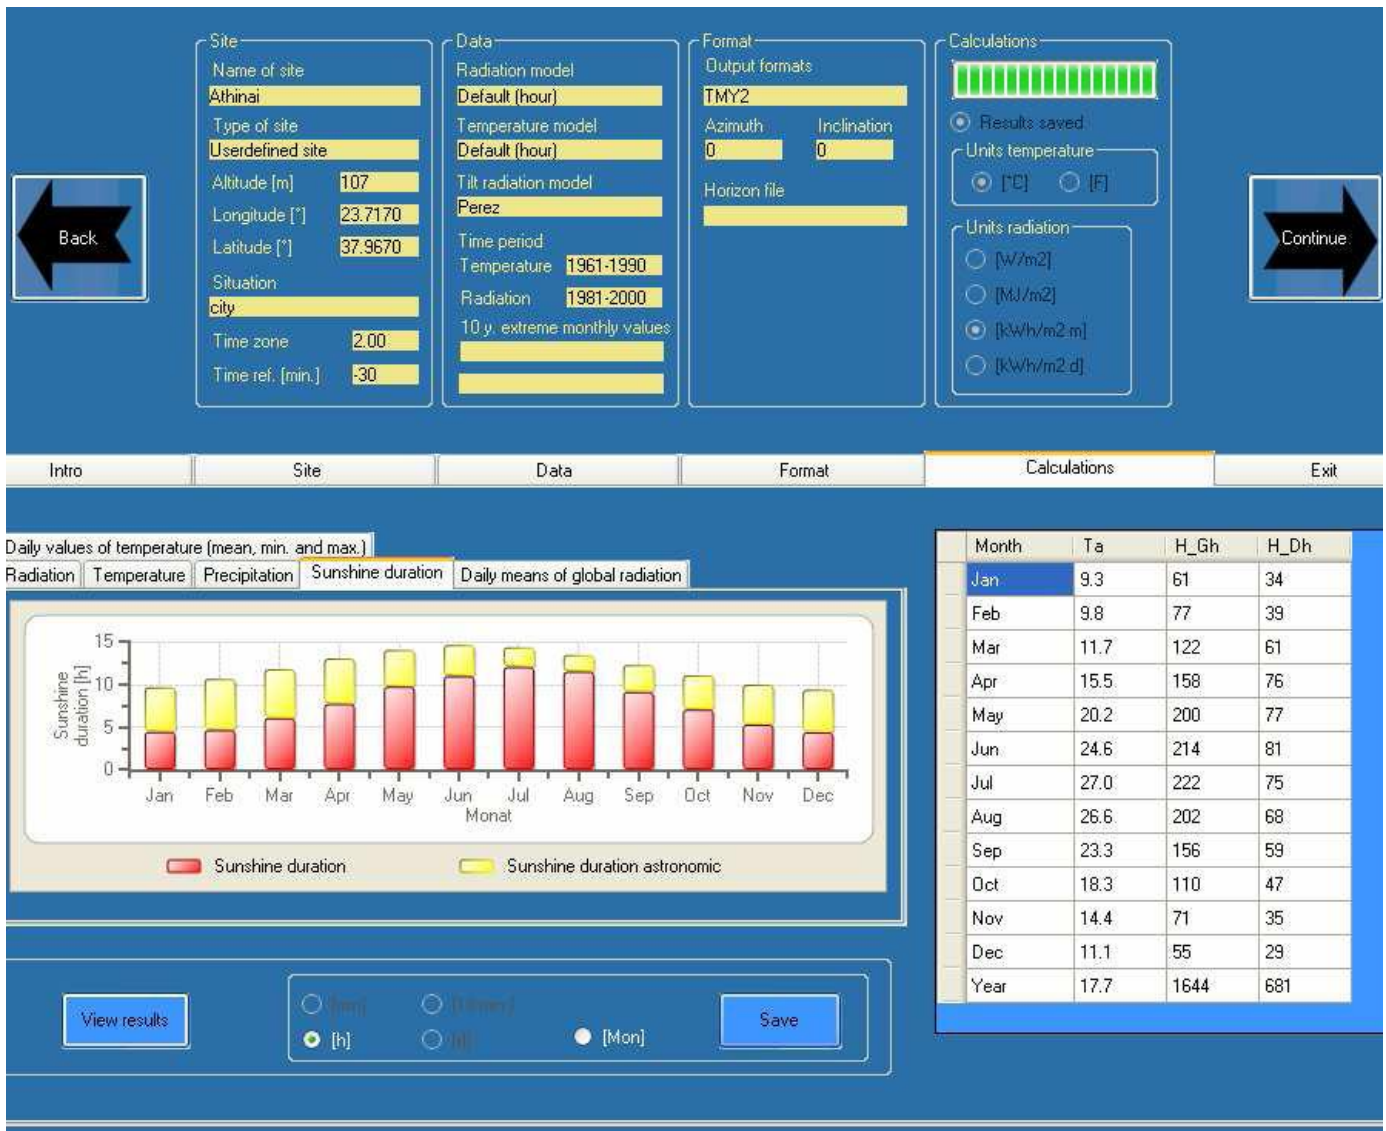 Site
Name of site
Athinai
Type of site
Userdefined site
Altitude [m] 107
Longitude [°] 23.7170
Latitude [°] 37.9670
Situation
city
Time zone 2.00
Time ref. [min.] -30
Data
Radiation model
Default (hour)
Temperature model
Default (hour)
Tilt radiation model
Perez
Time period
Temperature 1961-1990
Radiation 1981-2000
10 y. extreme monthly values
Format
Output formats
TMY2
Azimuth Inclination
0 0
Horizon file
Calculations
Results saved
Units temperature
[°C] [F]
Units radiation
[W/m2]
[MJ/m2]
[kWh/m2 m]
[kWh/m2 d]
Back
Continue
Intro Site Data Format Calculations Exit
Daily values of temperature (mean, min. and max.)
Radiation Temperature Precipitation Sunshine duration Daily means of global radiation
Sunshine
duration [h]
15
10
5
0
Jan Feb Mar Apr May Jun Jul Aug Sep Oct Nov Dec
Monat
Sunshine duration Sunshine duration astronomic
View results
[h]
[Mon]
Save
Month Ta H_Gh H_Dh
Jan 9.3 61 34
Feb 9.8 77 39
Mar 11.7 122 61
Apr 15.5 158 76
May 20.2 200 77
Jun 24.6 214 81
Jul 27.0 222 75
Aug 26.6 202 68
Sep 23.3 156 59
Oct 18.3 110 47
Nov 14.4 71 35
Dec 11.1 55 29
Year 17.7 1644 681